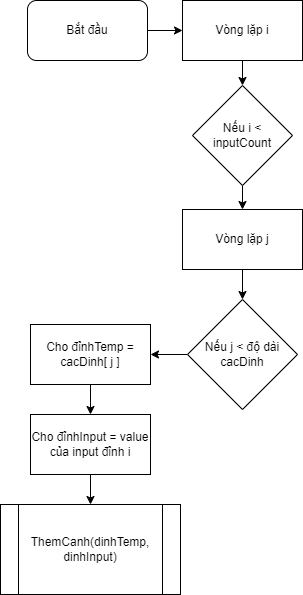 Bắt đầu
Vòng lặp i
Nếu i <
inputCount
Vòng lặp j
Nếu j < độ dài
cacDinh
Cho đỉnhTemp =
cacDinh[ j ]
Cho đỉnhInput = value
của input đỉnh i
ThemCanh(dinhTemp,
dinhInput)